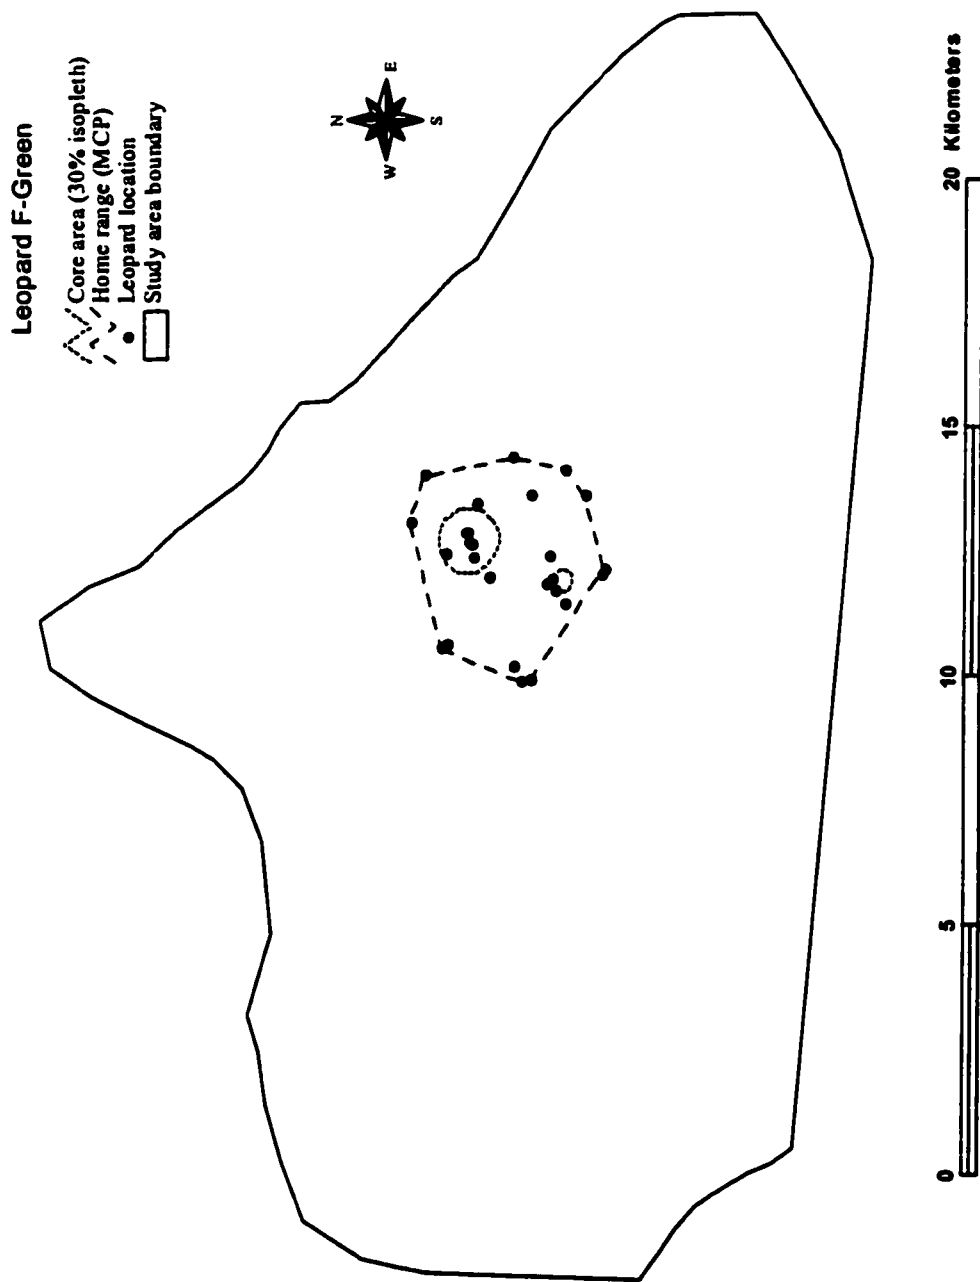 Leopard F-Green
Core area (30% isopleth)
Home range (MCP)
Leopard location
Study area boundary
N
W E
S
0 5 10 15 20 Kilometers